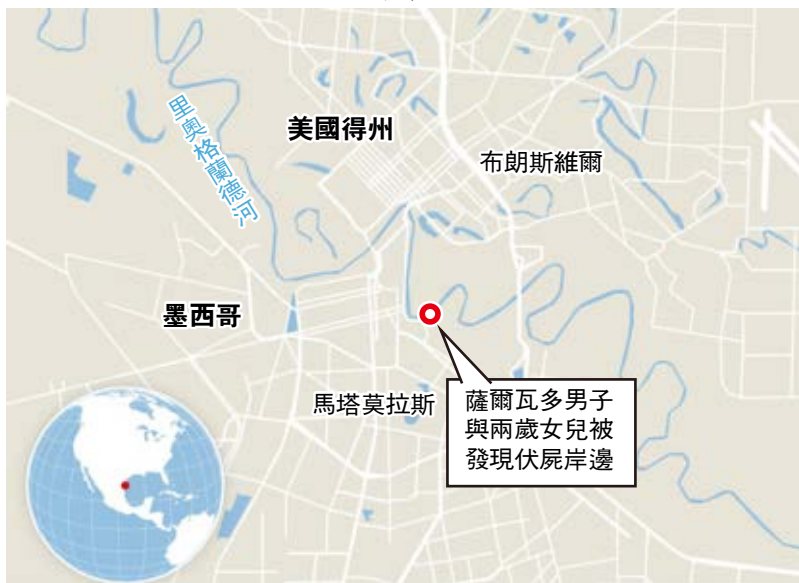 里奧格蘭德河
美國得州
布朗斯維爾
墨西哥
馬塔莫拉斯
薩爾瓦多男子
與兩歲女兒被
發現伏屍岸邊